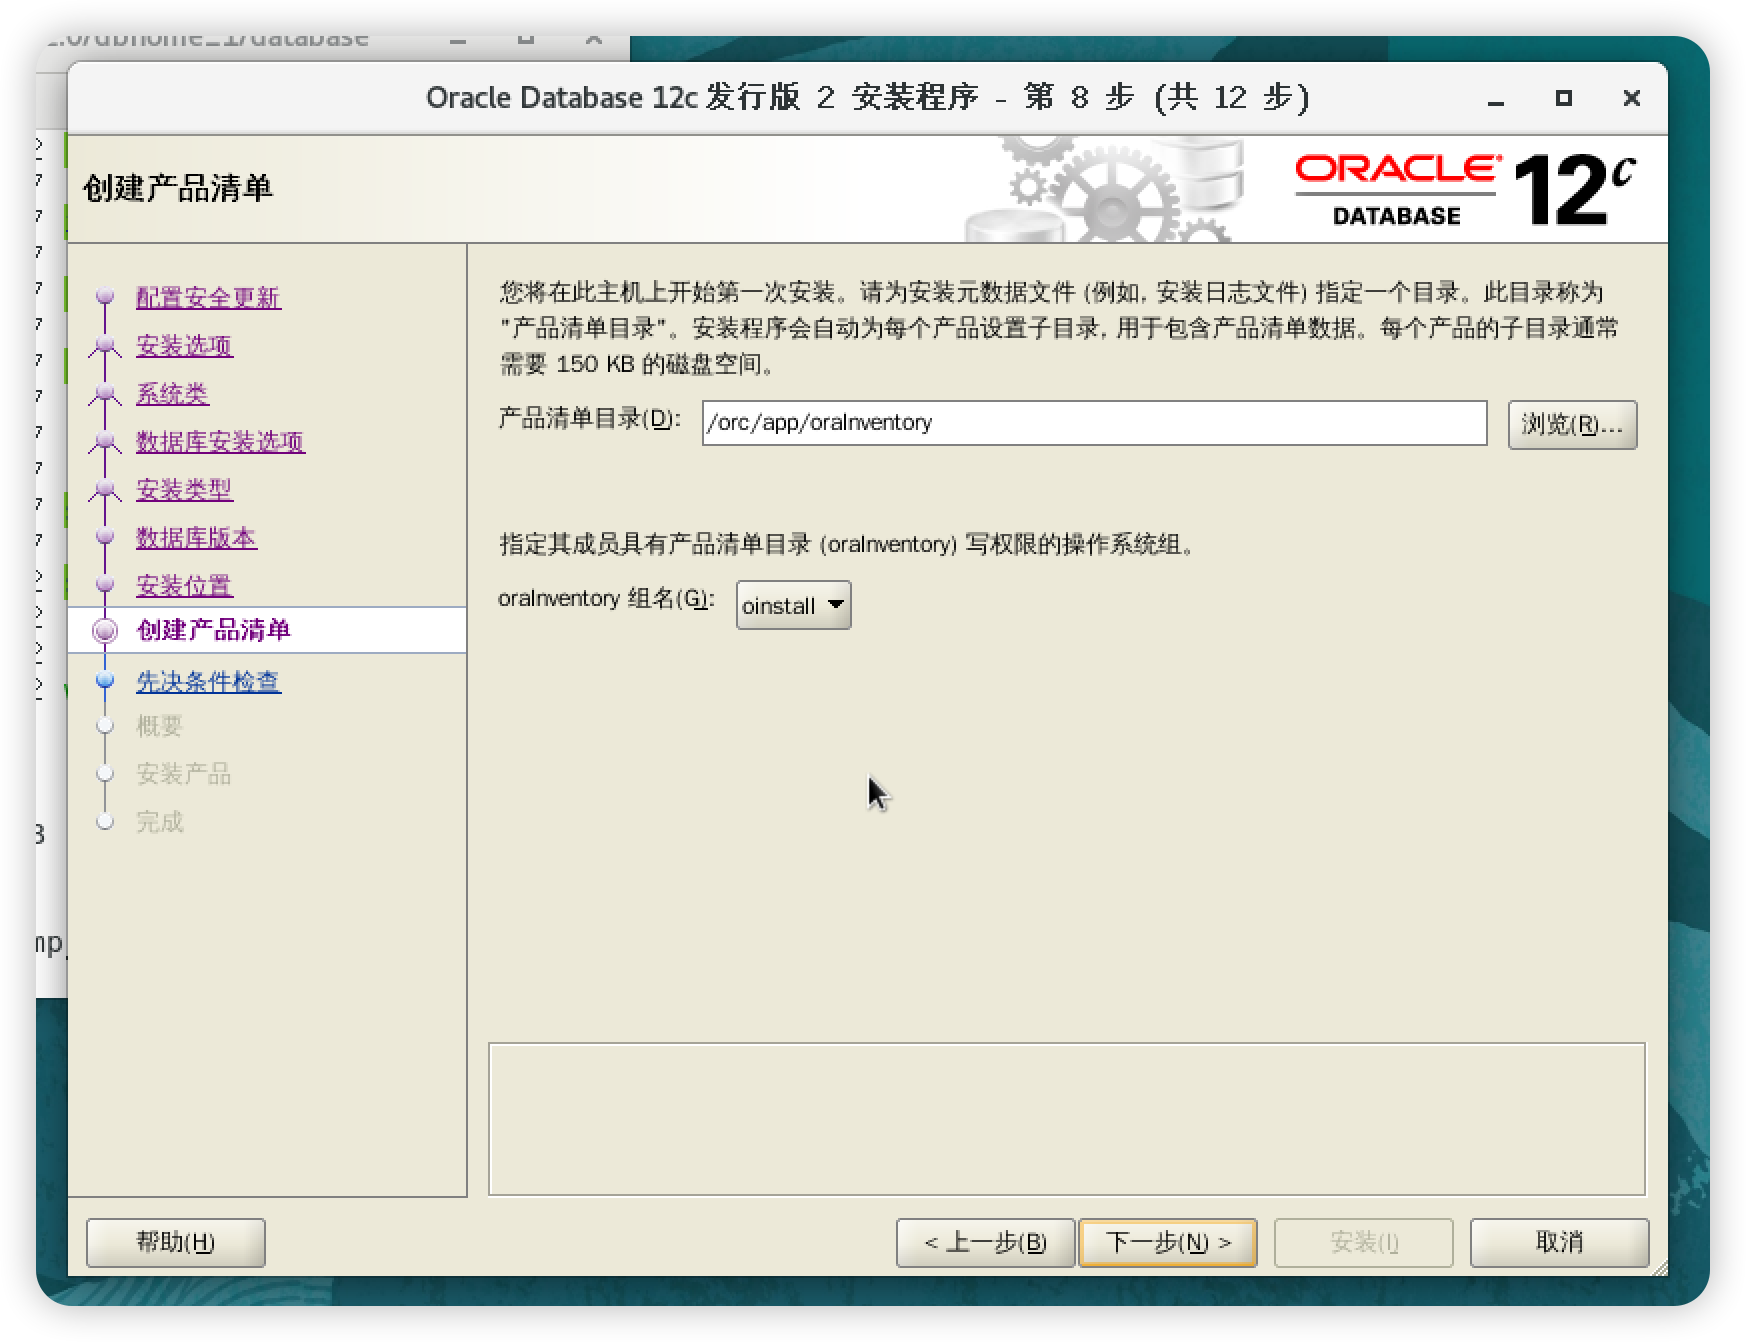 Oracle Database 12c 发行版 2 安装程序 - 第 8 步 (共 12 步)
创建产品清单
ORACLE
DATABASE
12c
配置安全更新
安装选项
系统类
数据库安装选项
安装类型
数据库版本
安装位置
创建产品清单
先决条件检查
概要
安装产品
完成
您将在此主机上开始第一次安装。请为安装元数据文件 (例如, 安装日志文件) 指定一个目录。此目录称为
"产品清单目录"。安装程序会自动为每个产品设置子目录, 用于包含产品清单数据。每个产品的子目录通常
需要 150 KB 的磁盘空间。
产品清单目录(D):
/orc/app/oraInventory
浏览(R)...
指定其成员具有产品清单目录 (oraInventory) 写权限的操作系统组。
oraInventory 组名(G):
oinstall
帮助(H)
< 上一步(B)
下一步(N) >
安装(I)
取消